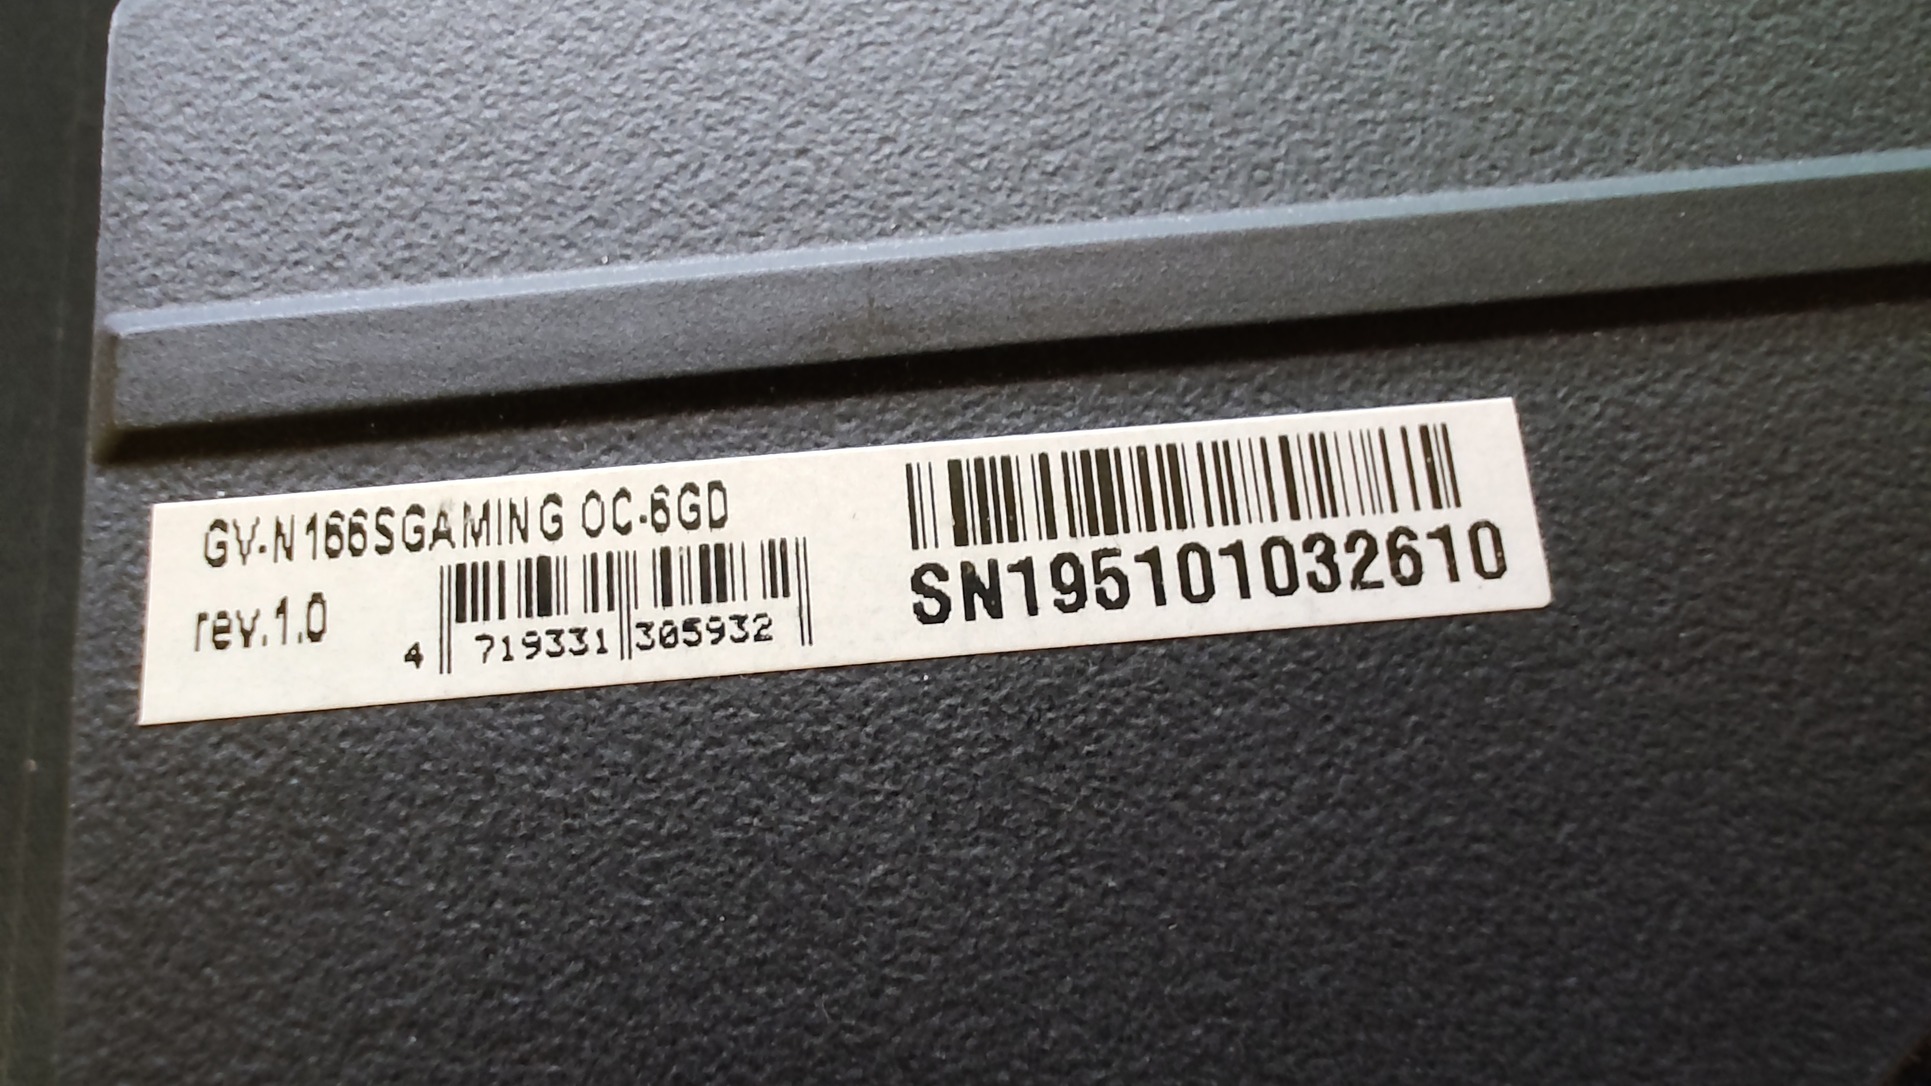 GV-N166SGAMING OC-6GD
rev.1.0
4 719331 305932
SN195101032610